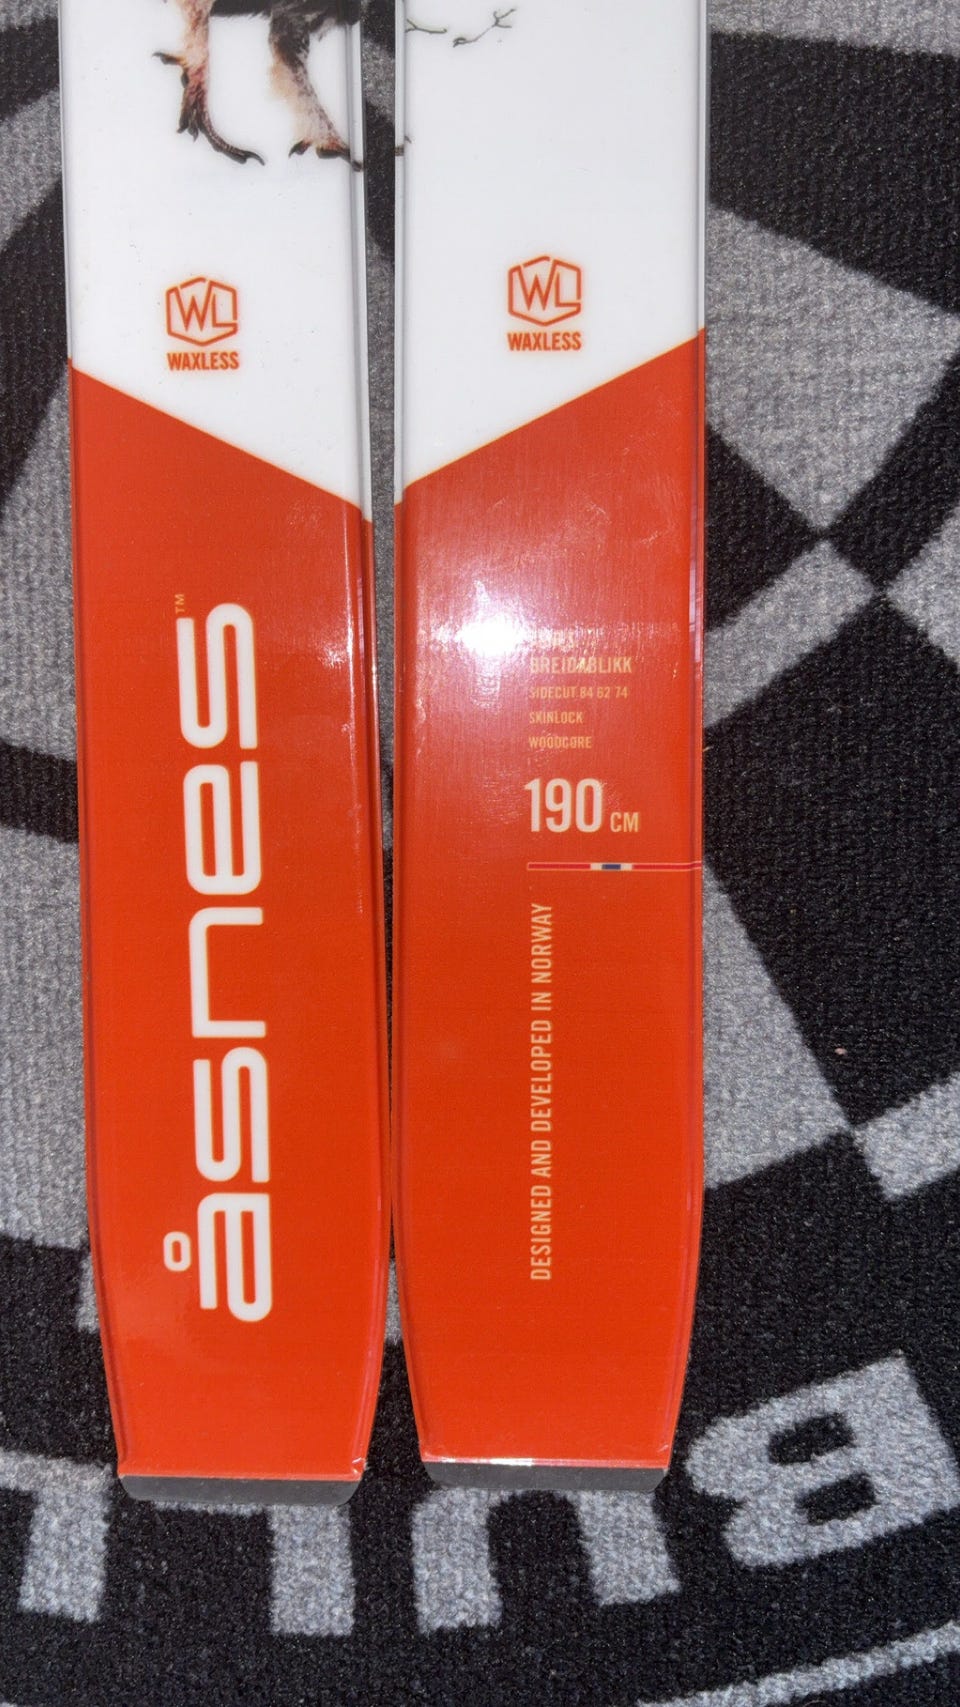 WL
WAXLESS
WL
WAXLESS
åsnes™
BREIDABLIKK
SIDECUT 84 62 74
SKINLOCK
WOODCORE
190 CM
DESIGNED AND DEVELOPED IN NORWAY
B